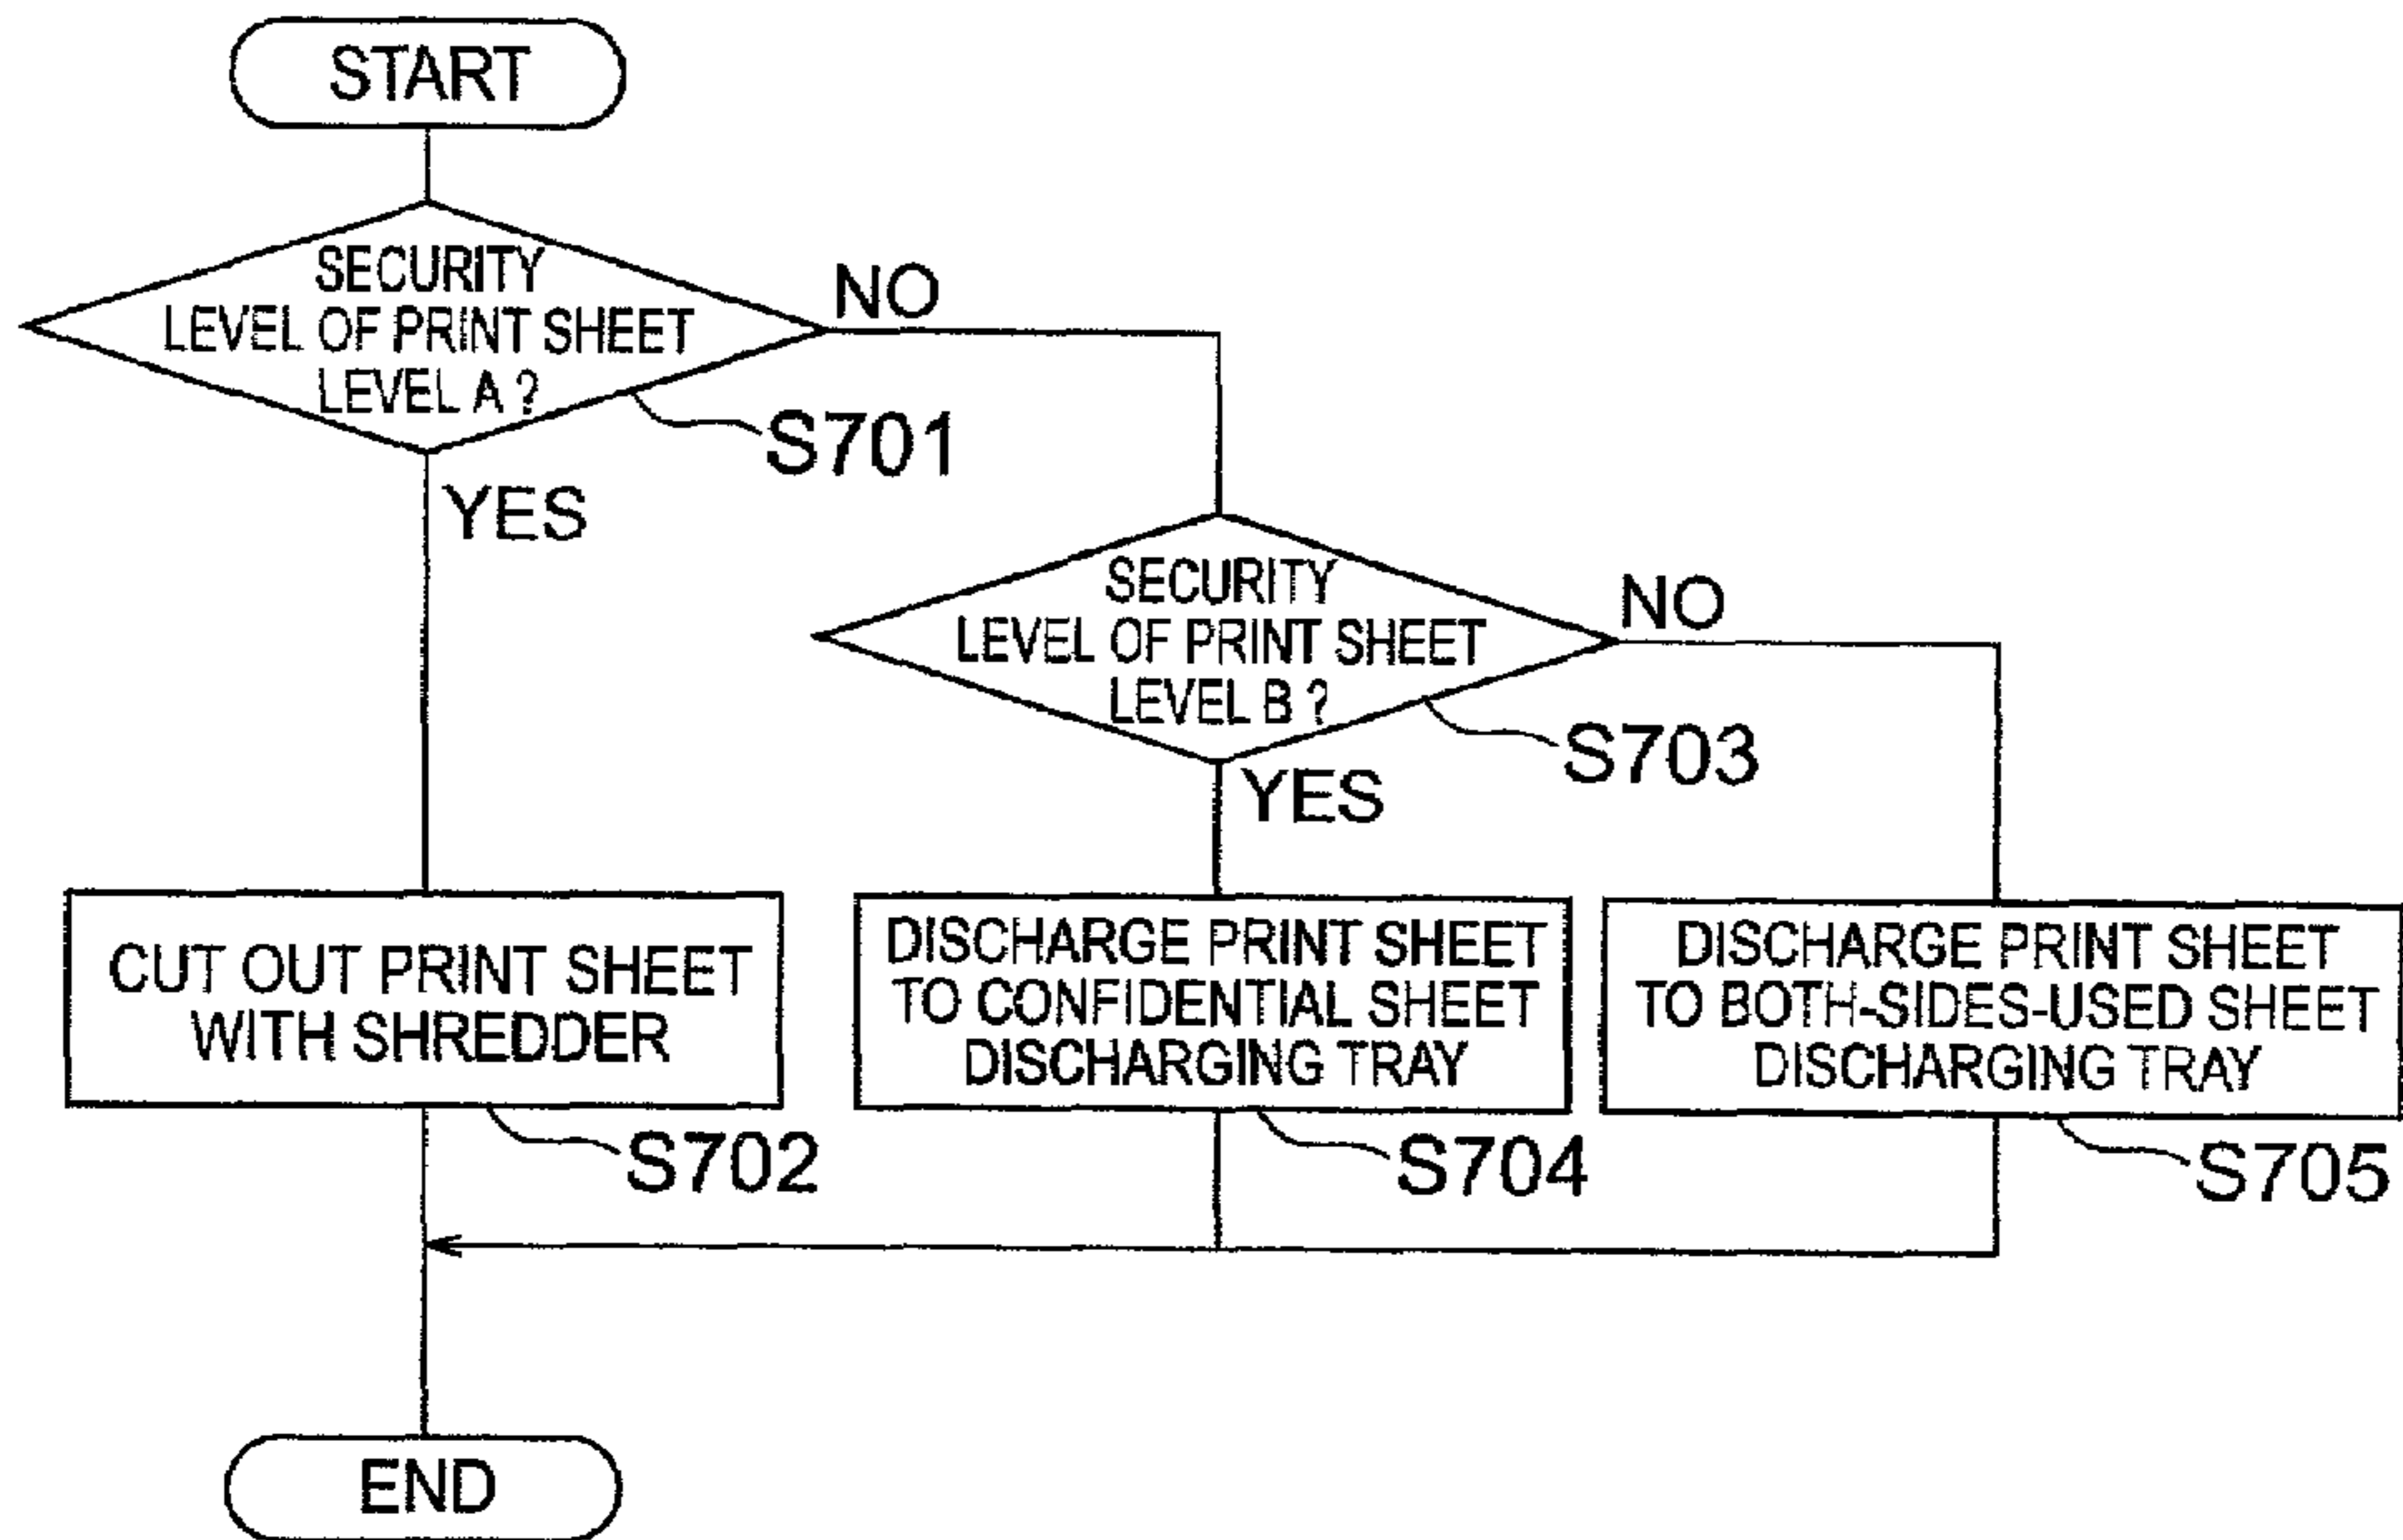 START
SECURITY
LEVEL OF PRINT SHEET
LEVEL A ?
NO
S701
YES
SECURITY
LEVEL OF PRINT SHEET
LEVEL B ?
NO
S703
YES
CUT OUT PRINT SHEET
WITH SHREDDER
S702
DISCHARGE PRINT SHEET
TO CONFIDENTIAL SHEET
DISCHARGING TRAY
S704
DISCHARGE PRINT SHEET
TO BOTH-SIDES-USED SHEET
DISCHARGING TRAY
S705
END